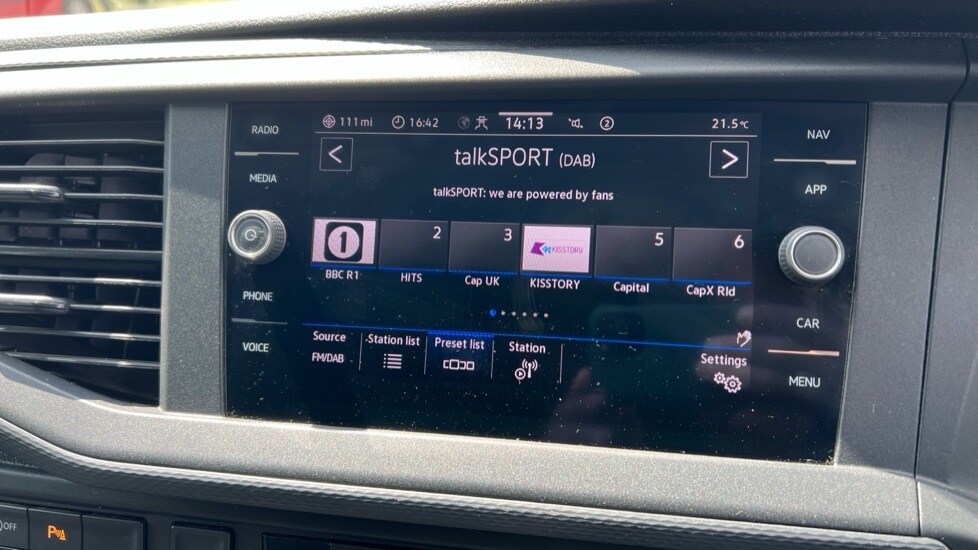 RADIO
MEDIA
PHONE
VOICE
111 mi 16:42 14:13 2 21.5°C
<
talkSPORT (DAB)
>
talkSPORT: we are powered by fans
1 2 3 KISSTORY 5 6
BBC R1 HITS Cap UK KISSTORY Capital CapX Rld
Source Station list Preset list Station Settings
FM/DAB
NAV
APP
CAR
MENU
OFF
P